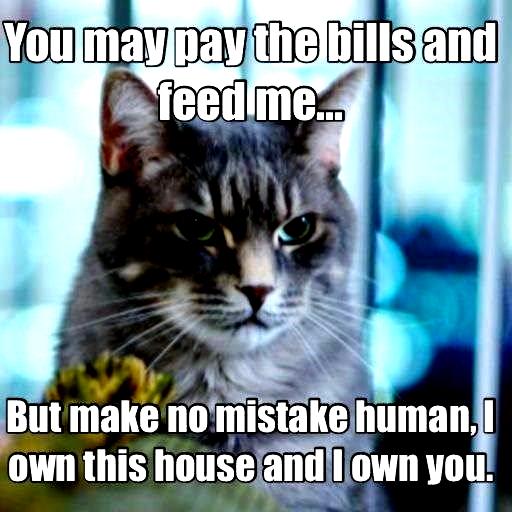 You may pay the bills and
feed me...
But make no mistake human, I
own this house and I own you.